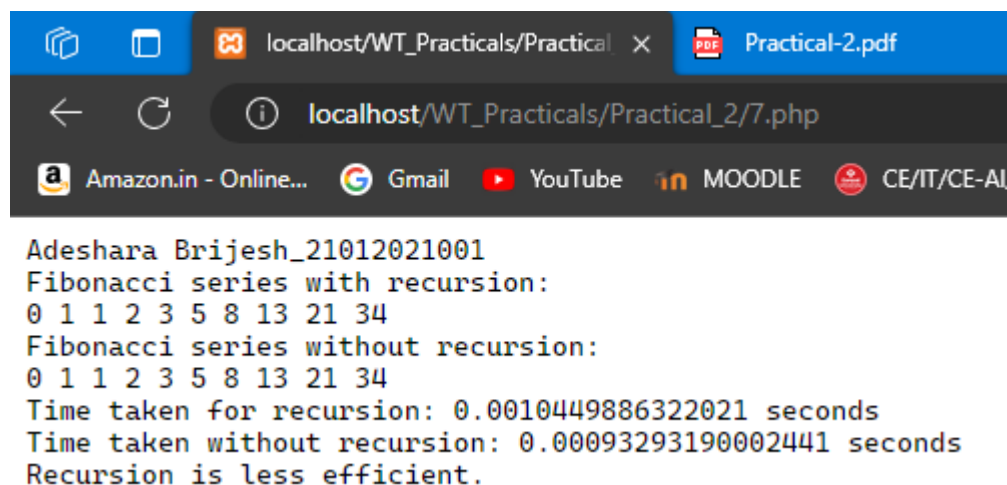 localhost/WT_Practicals/Practical
PDF Practical-2.pdf
localhost/WT_Practicals/Practical_2/7.php
a Amazon.in - Online... G Gmail YouTube MOODLE CE/IT/CE-AI,
Adeshara Brijesh_21012021001
Fibonacci series with recursion:
0 1 1 2 3 5 8 13 21 34
Fibonacci series without recursion:
0 1 1 2 3 5 8 13 21 34
Time taken for recursion: 0.0010449886322021 seconds
Time taken without recursion: 0.00093293190002441 seconds
Recursion is less efficient.